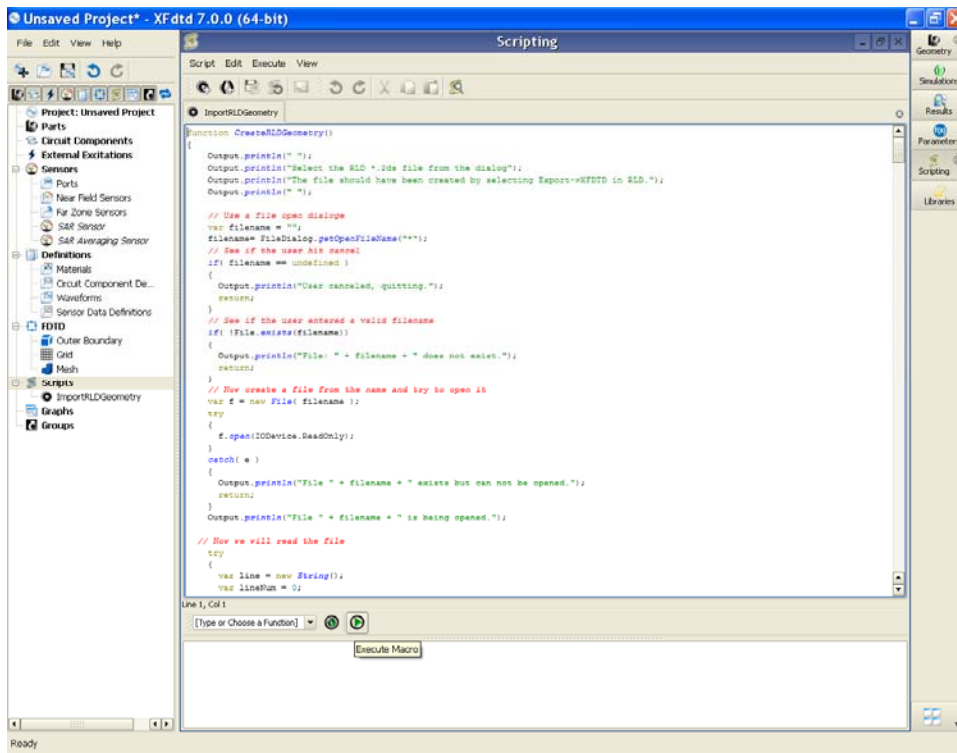 Unsaved Project* - XFdtd 7.0.0 (64-bit)
File Edit View Help
Project: Unsaved Project
Parts
Circuit Components
External Excitations
Sensors
Ports
Near Field Sensors
Far Zone Sensors
SAR Sensor
SAR Averaging Sensor
Definitions
Materials
Circuit Component De...
Waveforms
Sensor Data Definitions
FDTD
Outer Boundary
Grid
Mesh
Scripts
ImportRLDGeometry
Graphs
Groups
Ready
Scripting
Script Edit Execute View
ImportRLDGeometry
function CreateRLDGeometry()
{
Output.println(" ");
Output.println("Select the RLD *.2ds file from the dialog");
Output.println("The file should have been created by selecting Export->XFDTD in RLD.");
Output.println(" ");
// Use a file open dialoge
var filename = "";
filename= FileDialog.getOpenFileName("*");
// See if the user hit cancel
if( filename == undefined )
{
Output.println("User canceled, quitting.");
return;
}
// See if the user entered a valid filename
if( !File.exists(filename))
{
Output.println("File: " + filename + " does not exist.");
return;
}
// Now create a file from the name and try to open it
var f = new File( filename );
try
{
f.open(IODevice.ReadOnly);
}
catch( e )
{
Output.println("File " + filename + " exists but can not be opened.");
return;
}
Output.println("File " + filename + " is being opened.");
// Now we will read the file
try
{
var line = new String();
var lineNum = 0;
Line 1, Col 1
[Type or Choose a Function]
Execute Macro
Geometry
Simulations
Results
Parameter
Scripting
Libraries